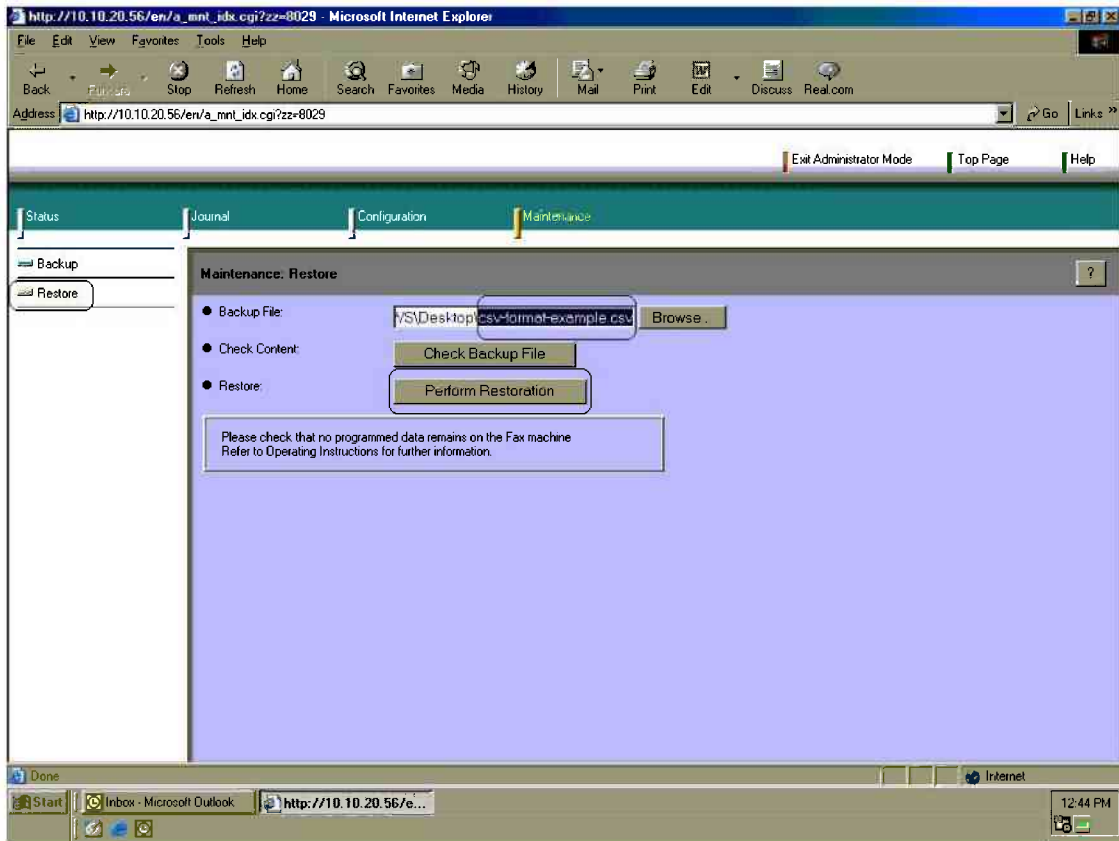 http://10.10.20.56/en/a_mnt_idx.cgi?zz=8029 - Microsoft Internet Explorer
File Edit View Favorites Tools Help
Back Forward Stop Refresh Home Search Favorites Media History Mail Print Edit Discuss Real.com
Address http://10.10.20.56/en/a_mnt_idx.cgi?zz=8029 Go Links »
Exit Administrator Mode Top Page Help
Status Journal Configuration Maintenance
Backup
Restore
Maintenance: Restore ?
Backup File: VS\Desktop\csv-format-example.csv Browse..
Check Content: Check Backup File
Restore: Perform Restoration
Please check that no programmed data remains on the Fax machine
Refer to Operating Instructions for further information.
Done Internet
Start Inbox - Microsoft Outlook http://10.10.20.56/e... 12:44 PM